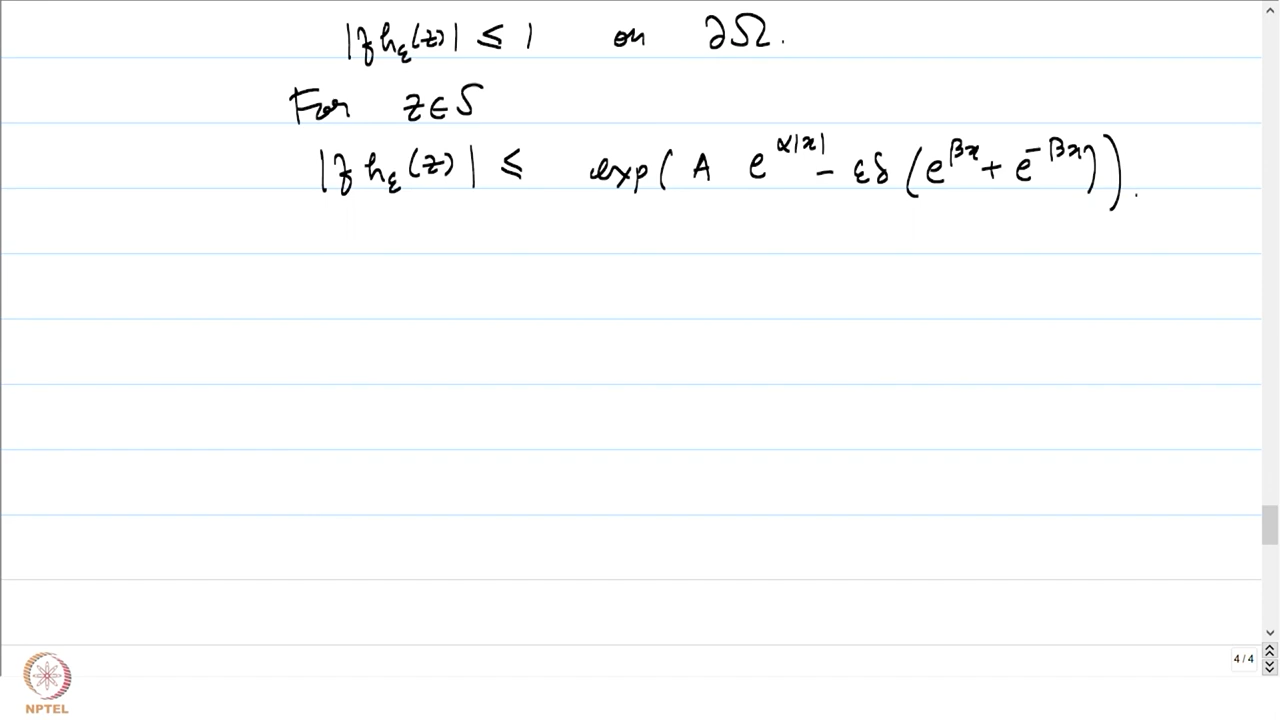 |f h_ε(z)| ≤ 1 on ∂Ω.
For z ∈ S
|f h_ε(z)| ≤ exp( A e^{α|x|} − εδ (e^{βx} + e^{−βx}) ).
4 / 4
NPTEL